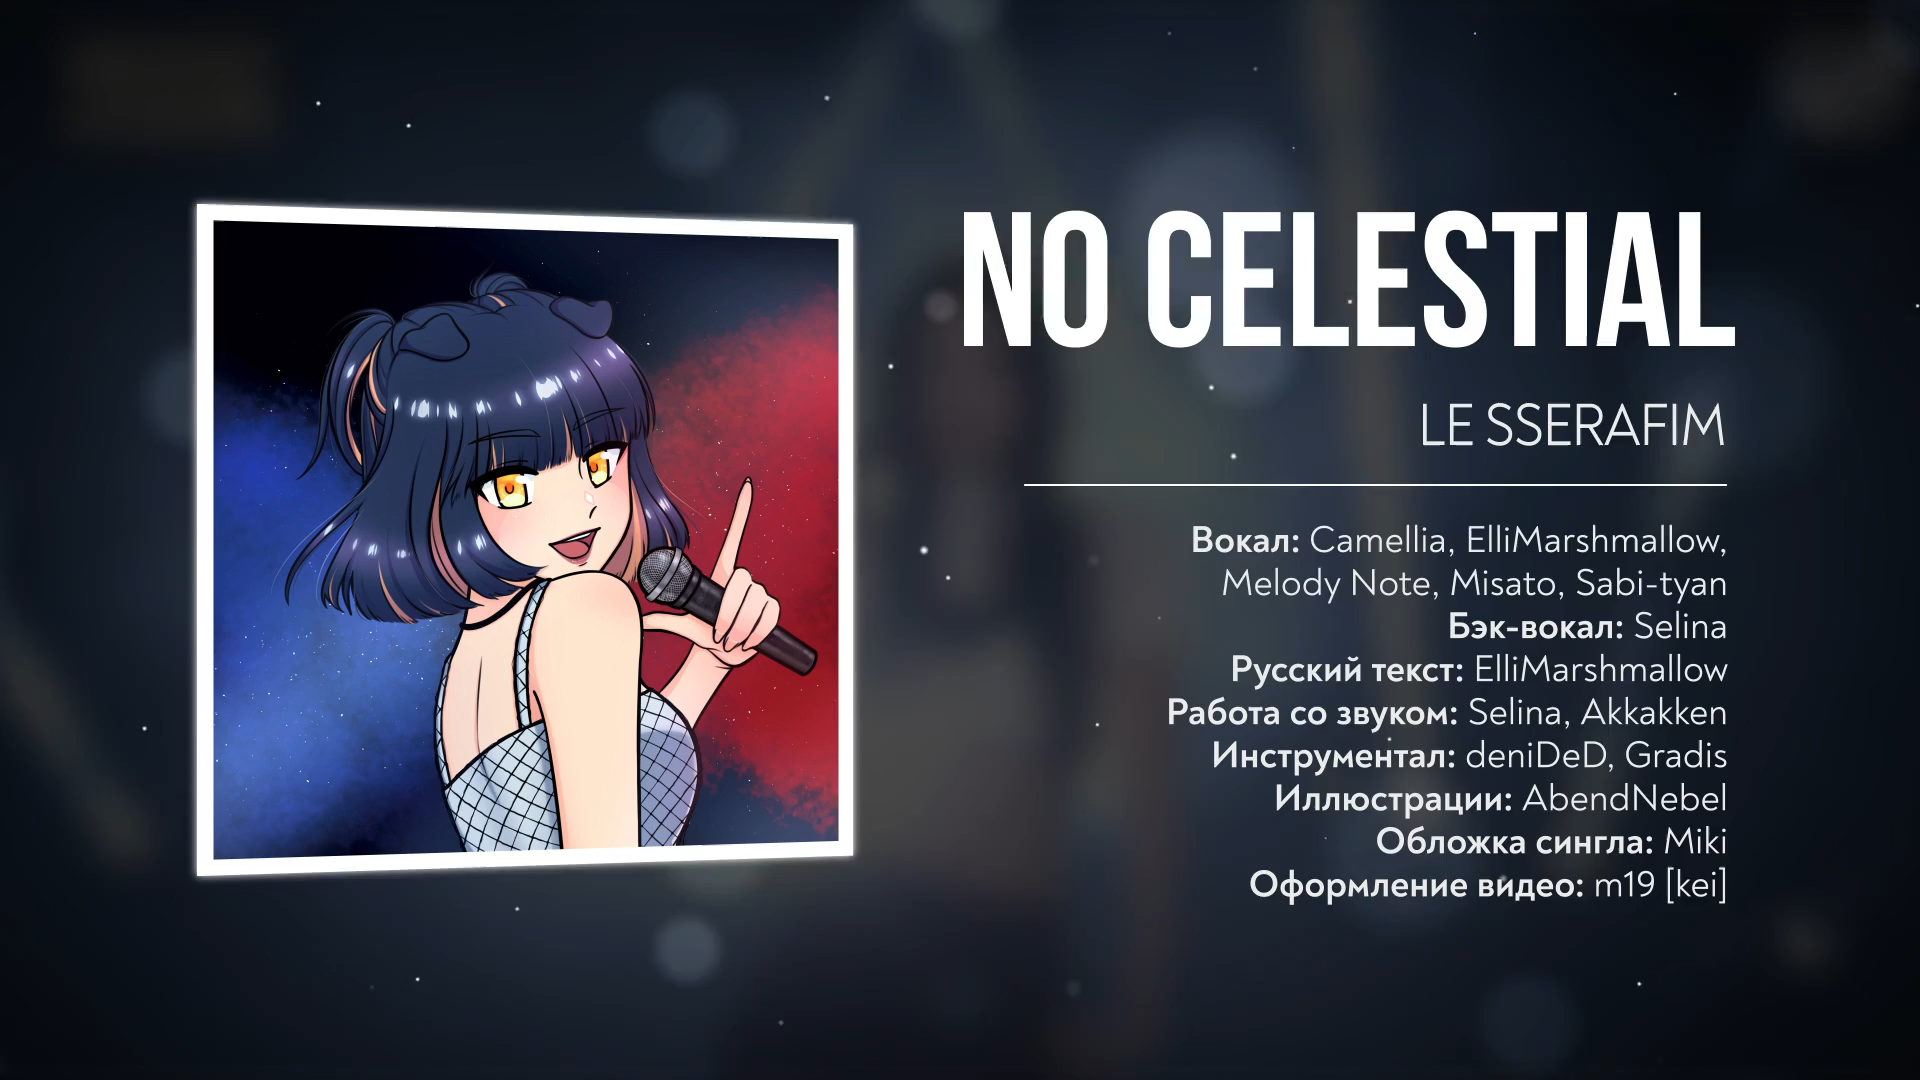 NO CELESTIAL
LE SSERAFIM
Вокал: Camellia, ElliMarshmallow,
Melody Note, Misato, Sabi-tyan
Бэк-вокал: Selina
Русский текст: ElliMarshmallow
Работа со звуком: Selina, Akkakken
Инструментал: deniDeD, Gradis
Иллюстрации: AbendNebel
Обложка сингла: Miki
Оформление видео: m19 [kei]